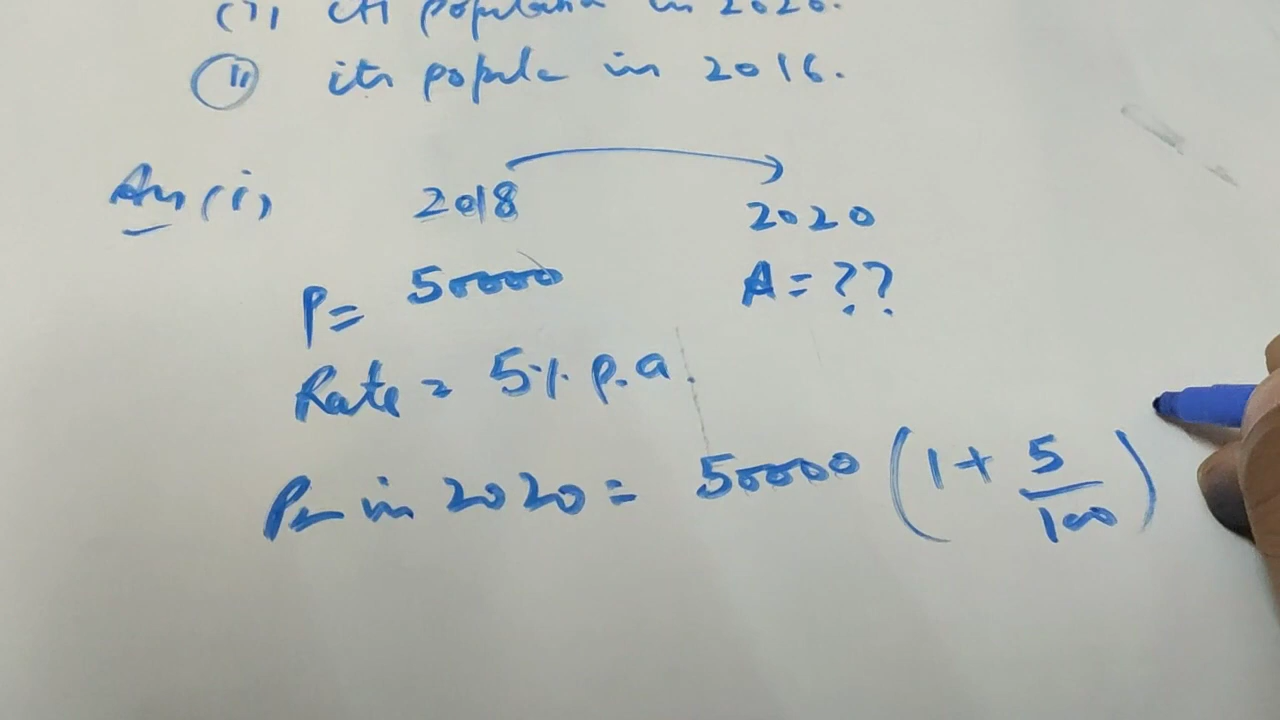 (i) its population in 2020.
(ii) its popula in 2016.
Ans (i) 2018 2020
P= 50000 A = ??
Rate = 5% p.a.
in 2020 = 50000 (1 + 5/100)